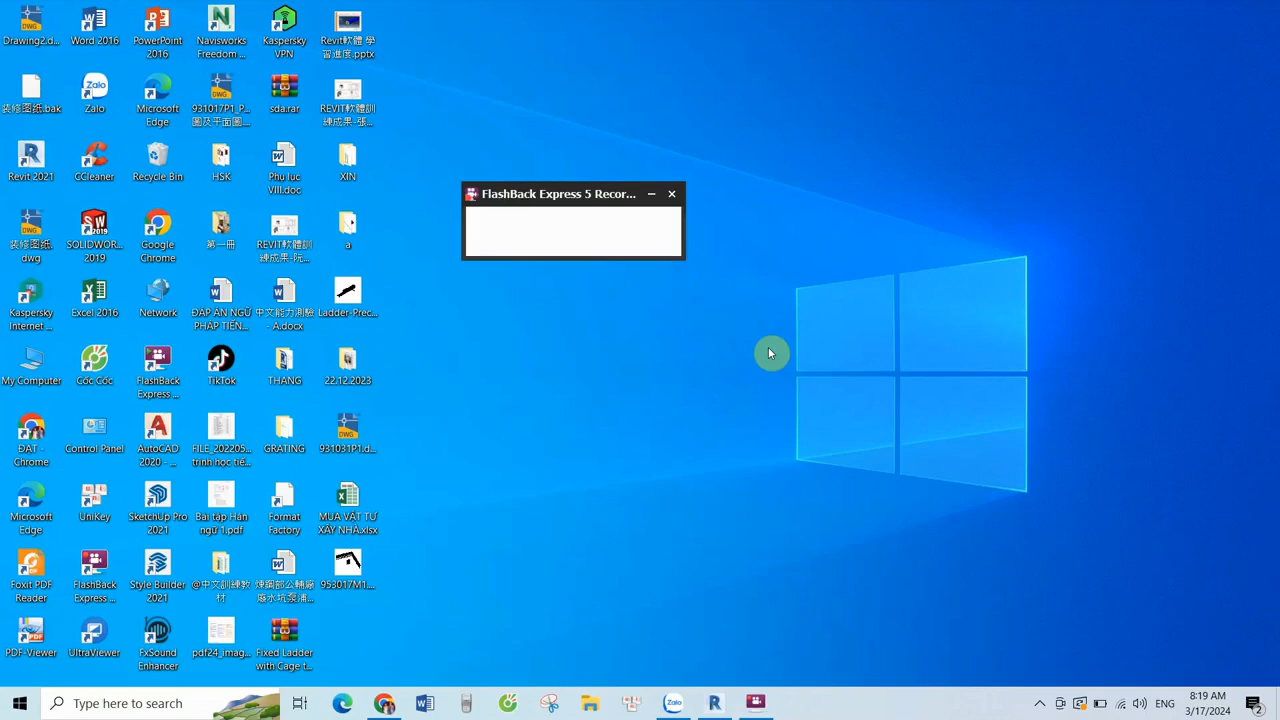 Drawing2.d...
Word 2016
PowerPoint
2016
Navisworks
Freedom ...
Kaspersky
VPN
Revit軟體 學
習進度.pptx
装修图纸.bak
Zalo
Microsoft
Edge
931017P1_P...
圖及平面圖...
sda.rar
REVIT軟體訓
練成果-張...
Revit 2021
CCleaner
Recycle Bin
HSK
Phu luc
VIII.doc
XIN
装修图纸.
dwg
SOLIDWOR...
2019
Google
Chrome
第一冊
REVIT軟體訓
練成果-阮...
a
Kaspersky
Internet ...
Excel 2016
Network
ĐÁP ÁN NGỮ
PHÁP TIẾN...
中文能力測驗
- A.docx
Ladder-Prec...
My Computer
Cốc Cốc
FlashBack
Express ...
TikTok
THANG
22.12.2023
ĐẠT -
Chrome
Control Panel
AutoCAD
2020 - ...
FILE_202205...
trình học tiế...
GRATING
931031P1.d...
Microsoft
Edge
UniKey
SketchUp Pro
2021
Bài tập Hán
ngữ 1.pdf
Format
Factory
MUA VẬT TƯ
XÂY NHÀ.xlsx
Foxit PDF
Reader
FlashBack
Express ...
Style Builder
2021
@中文訓練教
材
煉鋼部公輔廠
廢水坑泵浦...
953017M1....
PDF-Viewer
UltraViewer
FxSound
Enhancer
pdf24_imag...
Fixed Ladder
with Cage t...
FlashBack Express 5 Recor...
Type here to search
Zalo
ENG
8:19 AM
3/17/2024
2